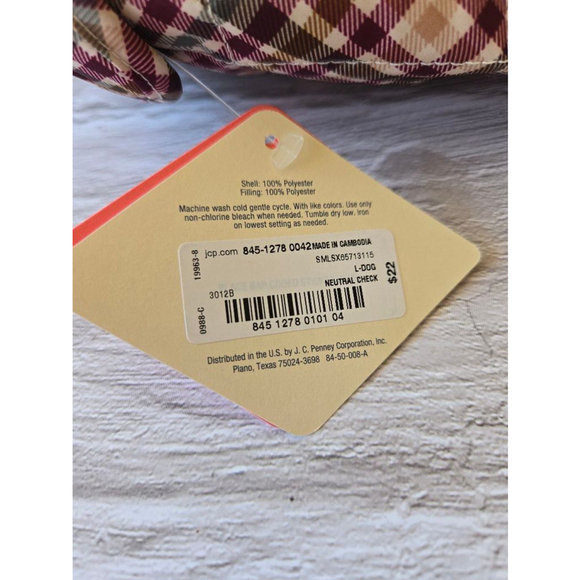 Shell: 100% Polyester
Filling: 100% Polyester
Machine wash cold gentle cycle. With like colors. Use only
non-chlorine bleach when needed. Tumble dry low. Iron
on lowest setting as needed.
jcp.com 845-1278 0042 MADE IN CAMBODIA
SMLSX65713115
L-DOG
NEUTRAL CHECK
3012B
845 1278 0101 04
19963-8
0988-C
$22
Distributed in the U.S. by J. C. Penney Corporation, Inc.
Plano, Texas 75024-3698 84-50-008-A